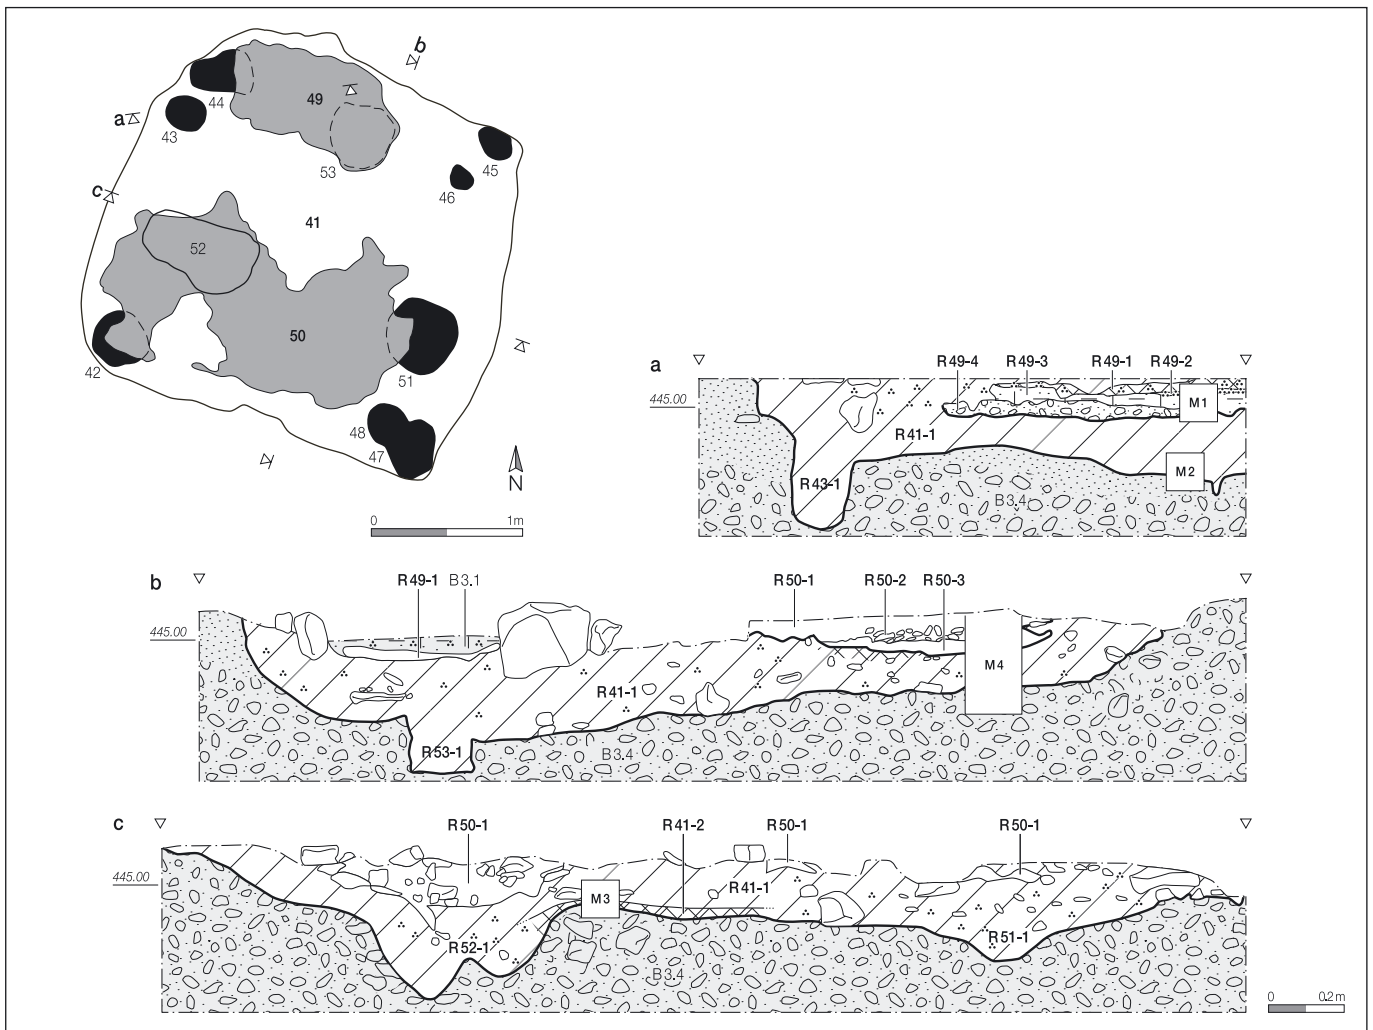 b
44
49
a
43
53
45
46
c
41
52
50
42
51
48
47
N
0 1m
a
R49-4 R49-3 R49-1 R49-2
445.00
M1
R41-1
M2
R43-1
B3.4
b
R49-1 B3.1 R50-1 R50-2 R50-3
445.00
M4
R41-1
R53-1
B3.4
c
R50-1 R41-2 R50-1 R50-1
445.00
R41-1
M3
R52-1
R51-1
B3.4
0 0.2m